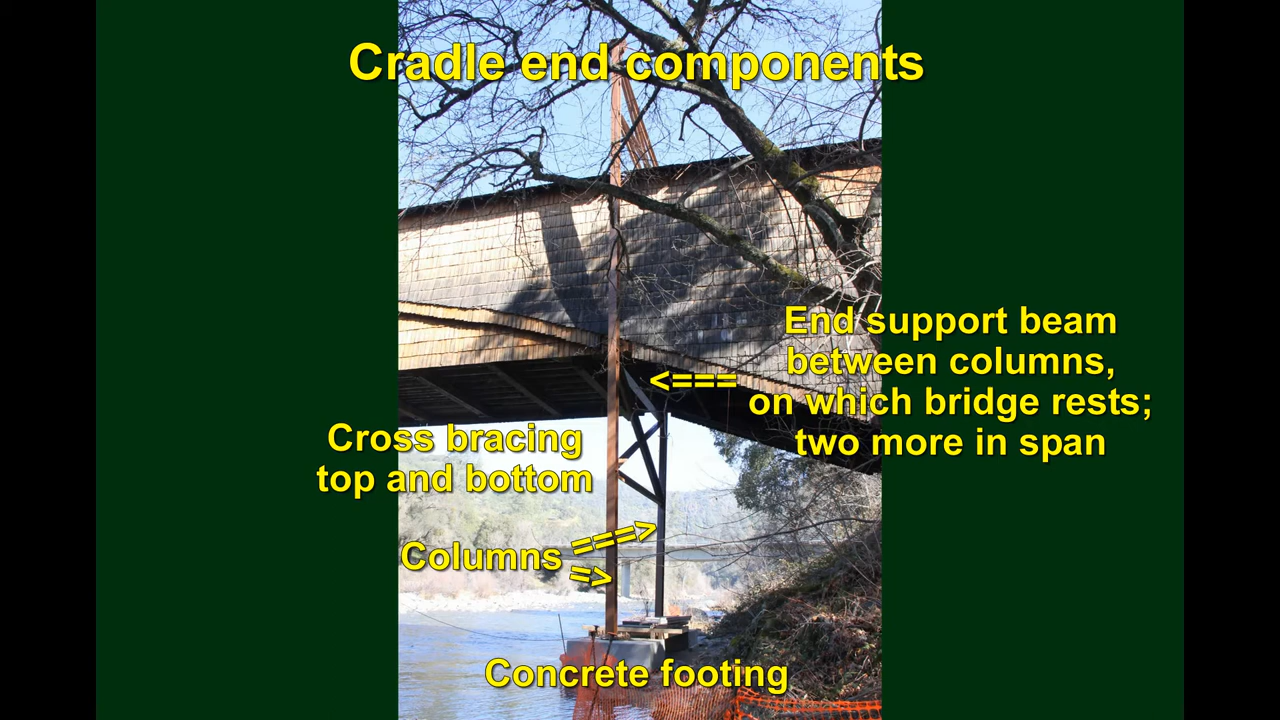 Cradle end components
End support beam
between columns,
<=== on which bridge rests;
two more in span
Cross bracing
top and bottom
Columns ===>
=>
Concrete footing